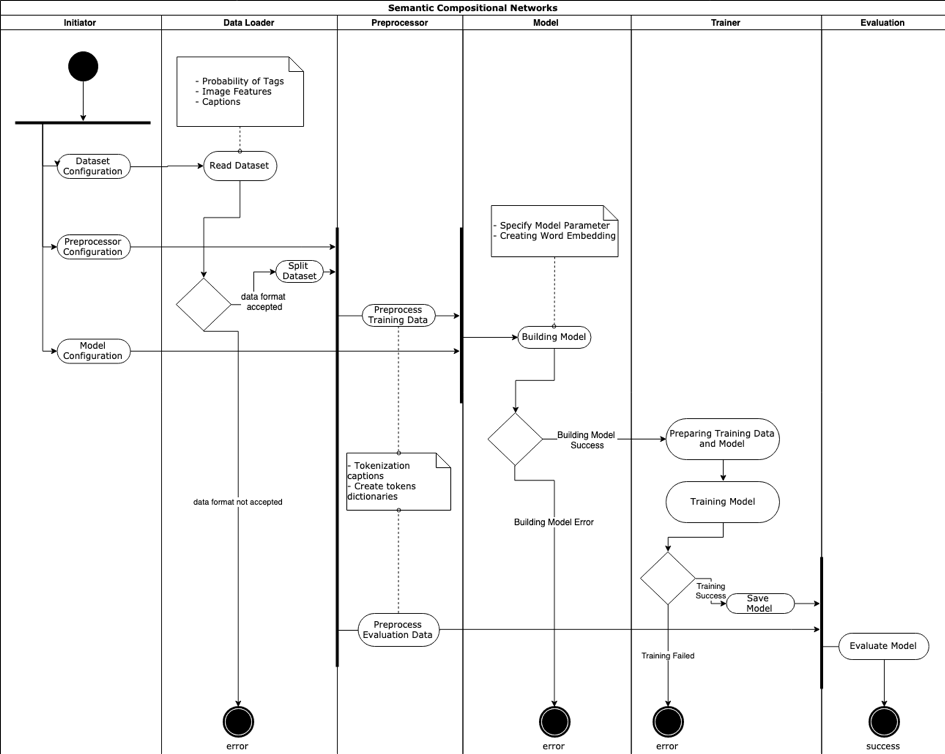 Semantic Compositional Networks
Initiator
Data Loader
Preprocessor
Model
Trainer
Evaluation
- Probability of Tags
- Image Features
- Captions
Dataset
Configuration
Read Dataset
- Specify Model Parameter
- Creating Word Embedding
Preprocessor
Configuration
Split
Dataset
data format
accepted
Preprocess
Training Data
Building Model
Model
Configuration
Building Model
Success
Preparing Training Data
and Model
- Tokenization
captions
- Create tokens
dictionaries
Training Model
data format not accepted
Building Model Error
Training
Success
Save
Model
Preprocess
Evaluation Data
Evaluate Model
Training Failed
error
error
error
success